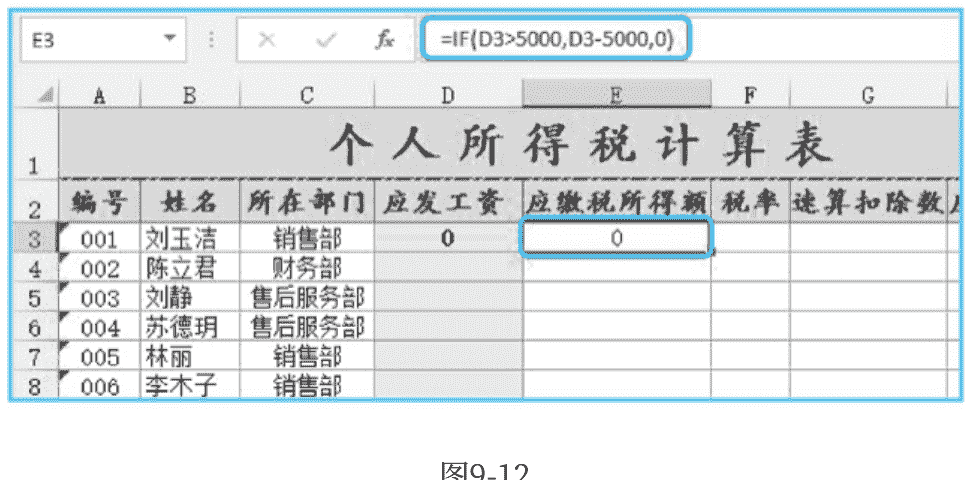 E3 fx =IF(D3>5000,D3-5000,0)
A B C D E F G
1 个人所得税计算表
2 编号 姓名 所在部门 应发工资 应缴税所得额 税率 速算扣除数
3 001 刘玉洁 销售部 0 0
4 002 陈立君 财务部
5 003 刘静 售后服务部
6 004 苏德玥 售后服务部
7 005 林丽 销售部
8 006 李木子 销售部
图9-12